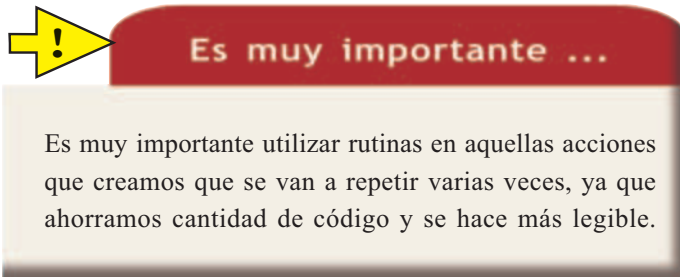 !
Es muy importante ...
Es muy importante utilizar rutinas en aquellas acciones
que creamos que se van a repetir varias veces, ya que
ahorramos cantidad de código y se hace más legible.